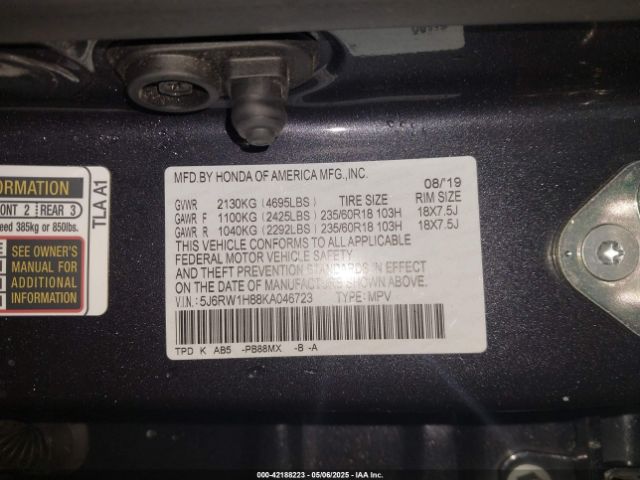 MFD.BY HONDA OF AMERICA MFG.,INC.
08/'19
GVWR 2130KG (4695LBS) TIRE SIZE RIM SIZE
GAWR F 1100KG (2425LBS) 235/60R18 103H 18X7.5J
GAWR R 1040KG (2292LBS) 235/60R18 103H 18X7.5J
THIS VEHICLE CONFORMS TO ALL APPLICABLE
FEDERAL MOTOR VEHICLE SAFETY
AND THEFT PREVENTION STANDARDS IN EFFECT
ON THE DATE OF MANUFACTURE SHOWN ABOVE.
V.I.N.: 5J6RW1H88KA046723 TYPE: MPV
TPD K AB5 -PB88MX -B -A
ORMATION
ONT 2 REAR 3
eed 385kg or 850lbs.
SEE OWNER'S
MANUAL FOR
ADDITIONAL
INFORMATION
TLA A1
000-42188223 - 05/06/2025 - IAA Inc.